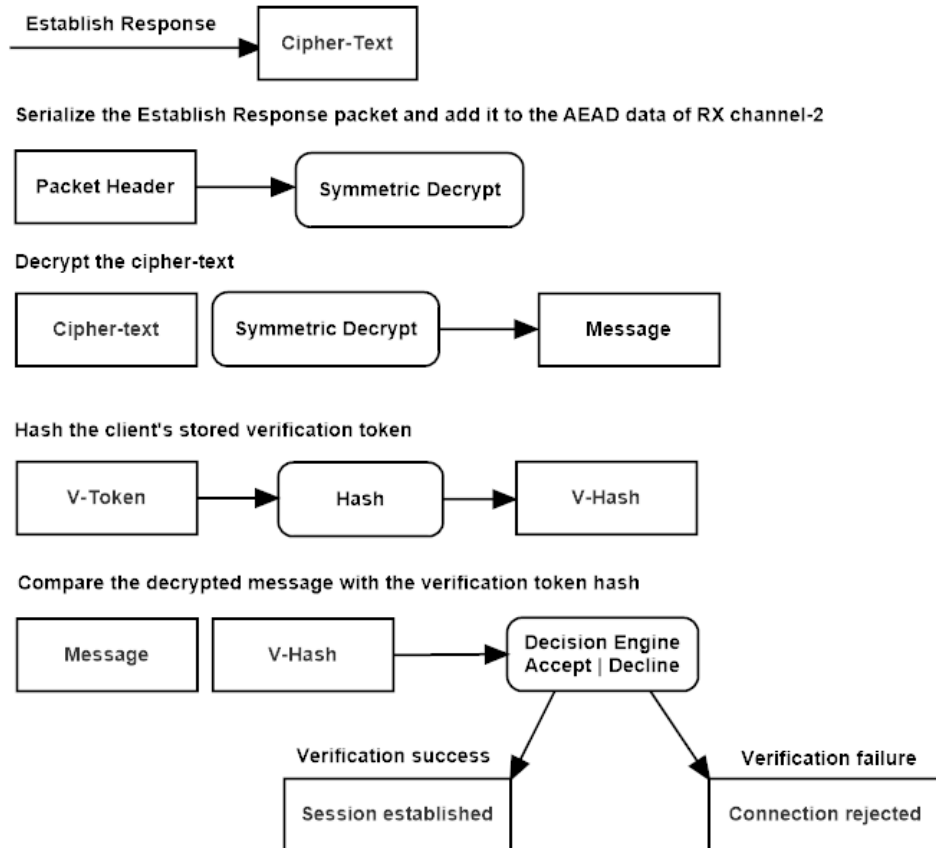 Establish Response
Cipher-Text
Serialize the Establish Response packet and add it to the AEAD data of RX channel-2
Packet Header
Symmetric Decrypt
Decrypt the cipher-text
Cipher-text
Symmetric Decrypt
Message
Hash the client's stored verification token
V-Token
Hash
V-Hash
Compare the decrypted message with the verification token hash
Message
V-Hash
Decision Engine
Accept | Decline
Verification success
Verification failure
Session established
Connection rejected